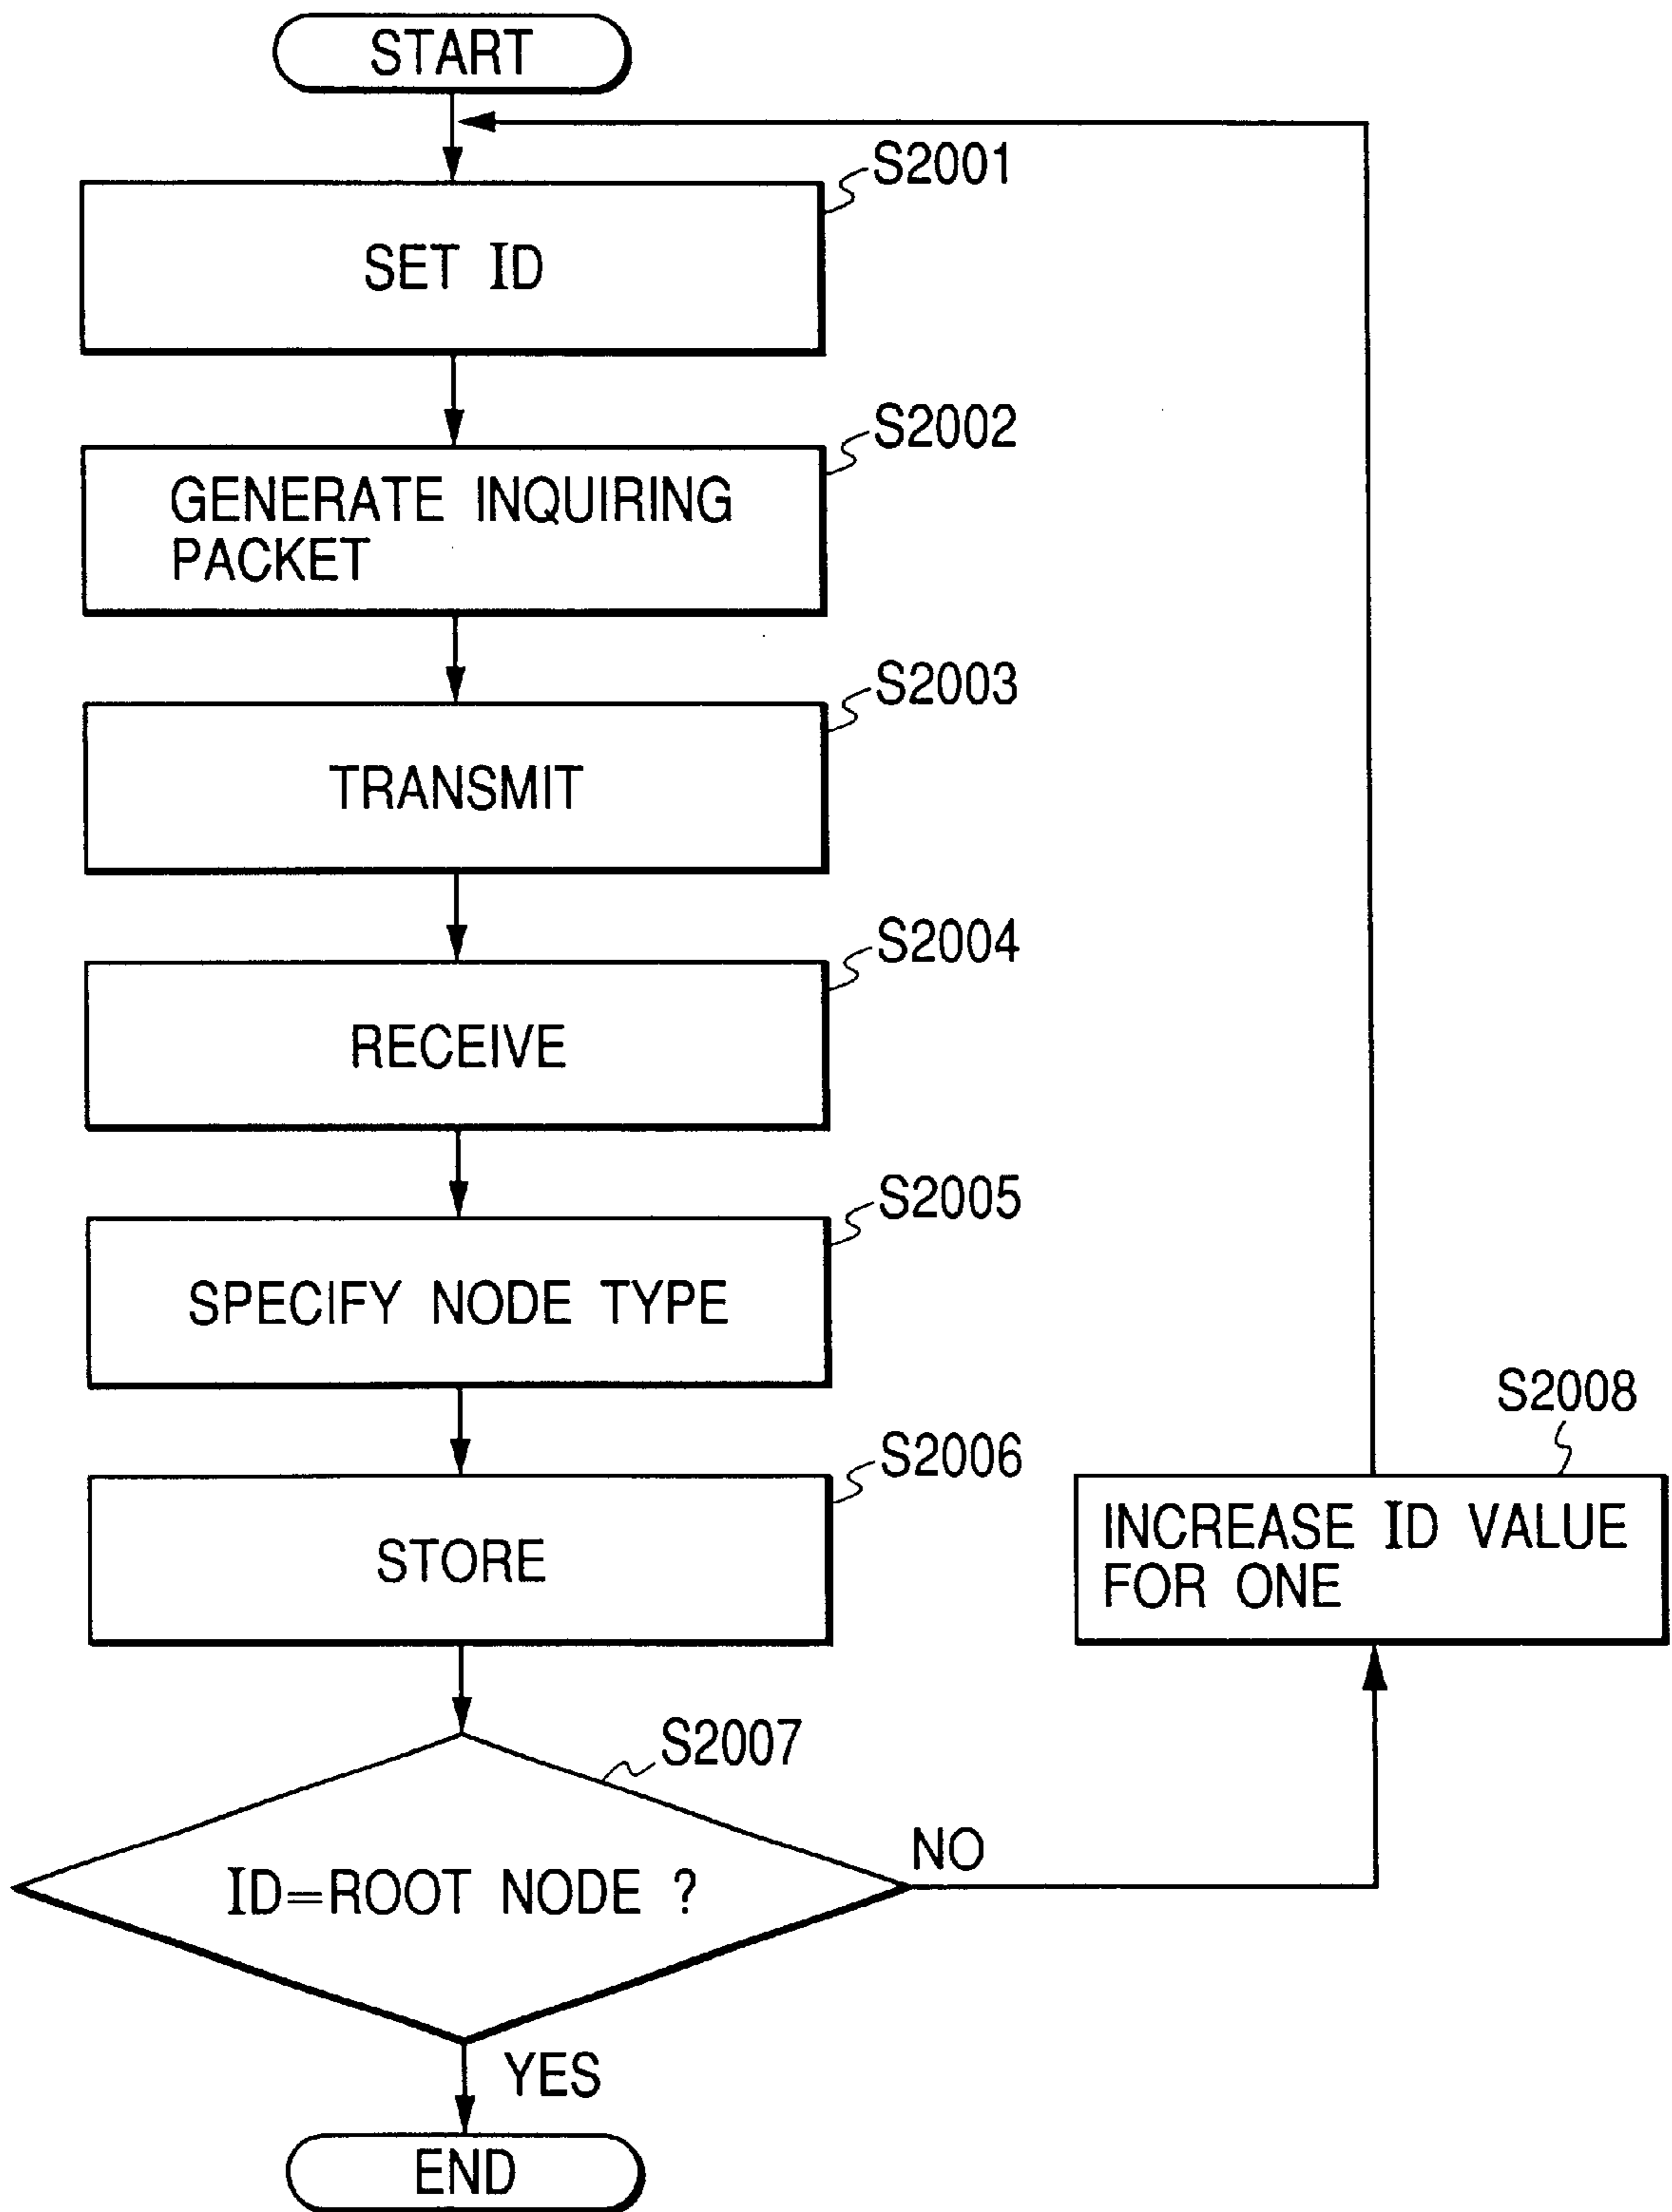 START
S2001
SET ID
S2002
GENERATE INQUIRING
PACKET
S2003
TRANSMIT
S2004
RECEIVE
S2005
SPECIFY NODE TYPE
S2006
STORE
S2007
ID=ROOT NODE ?
NO
S2008
INCREASE ID VALUE
FOR ONE
YES
END